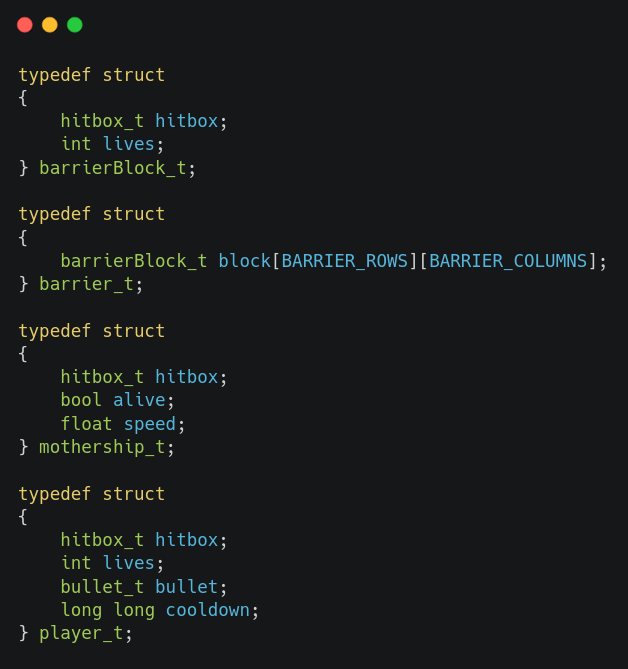 typedef struct
{
    hitbox_t hitbox;
    int lives;
} barrierBlock_t;

typedef struct
{
    barrierBlock_t block[BARRIER_ROWS][BARRIER_COLUMNS];
} barrier_t;

typedef struct
{
    hitbox_t hitbox;
    bool alive;
    float speed;
} mothership_t;

typedef struct
{
    hitbox_t hitbox;
    int lives;
    bullet_t bullet;
    long long cooldown;
} player_t;